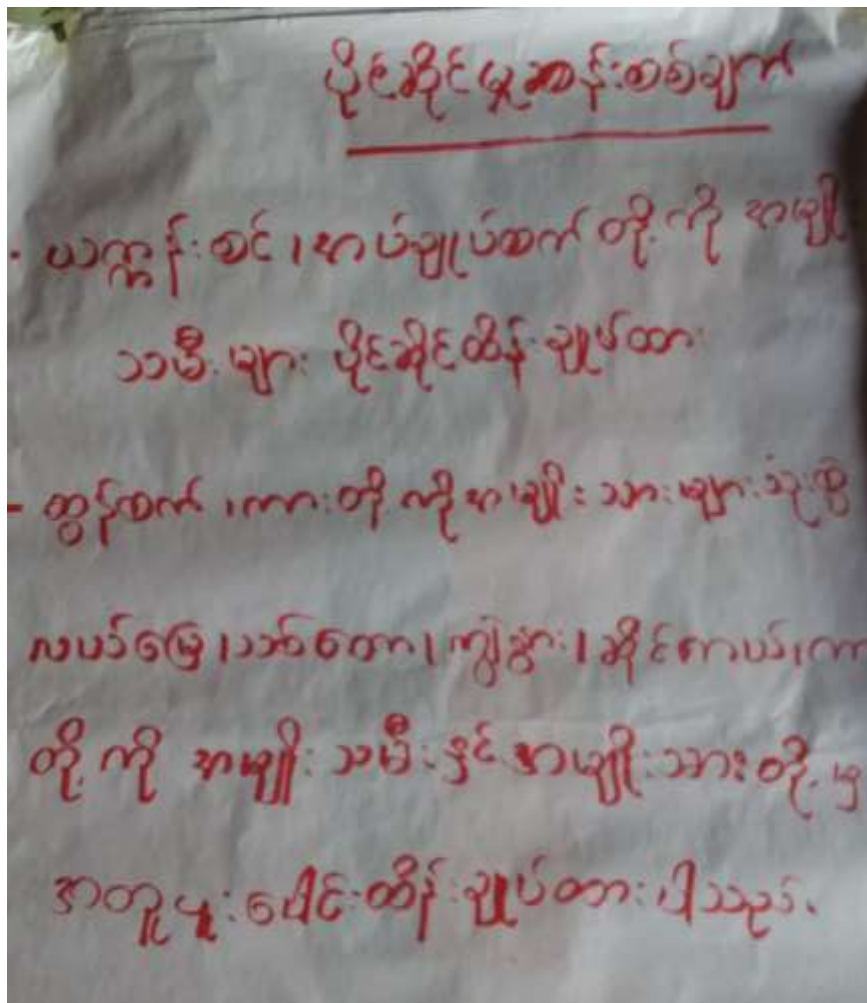 ပိုင်ဆိုင်မှုဆန်းစစ်ချက်
- ယက္ကန်းစင်၊ အပ်ချုပ်စက် တို့ကို အမျိုး
သမီးများ ပိုင်ဆိုင်ထိန်းချုပ်ထား
- ထွန်စက်၊ ကားတို့ကို အမျိုးသားများသုံးစွဲ
လယ်မြေ၊ သစ်တော၊ ကျွဲနွား၊ ဆိုင်ကယ်၊ ကာ
တို့ကို အမျိုးသမီးနှင့်အမျိုးသားတို့မှ
အတူပူးပေါင်းထိန်းချုပ်ထားပါသည်။